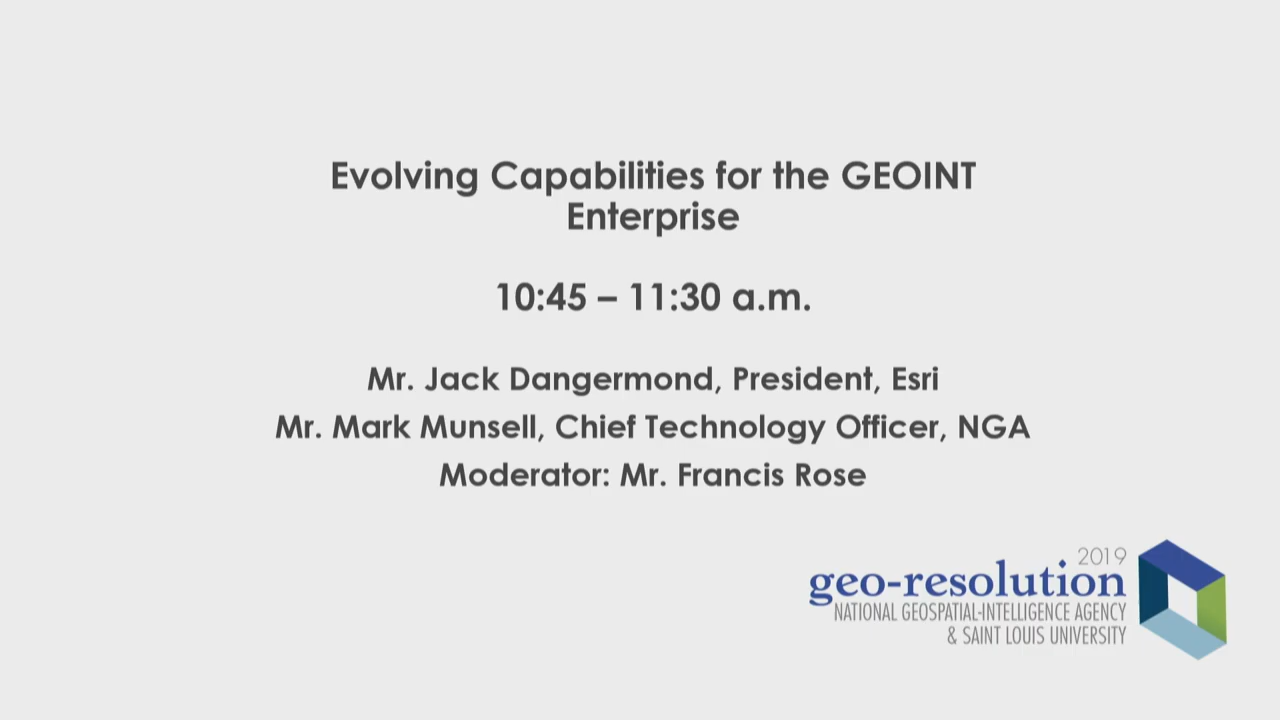 Evolving Capabilities for the GEOINT
Enterprise
10:45 – 11:30 a.m.
Mr. Jack Dangermond, President, Esri
Mr. Mark Munsell, Chief Technology Officer, NGA
Moderator: Mr. Francis Rose
2019
geo-resolution
NATIONAL GEOSPATIAL-INTELLIGENCE AGENCY
& SAINT LOUIS UNIVERSITY